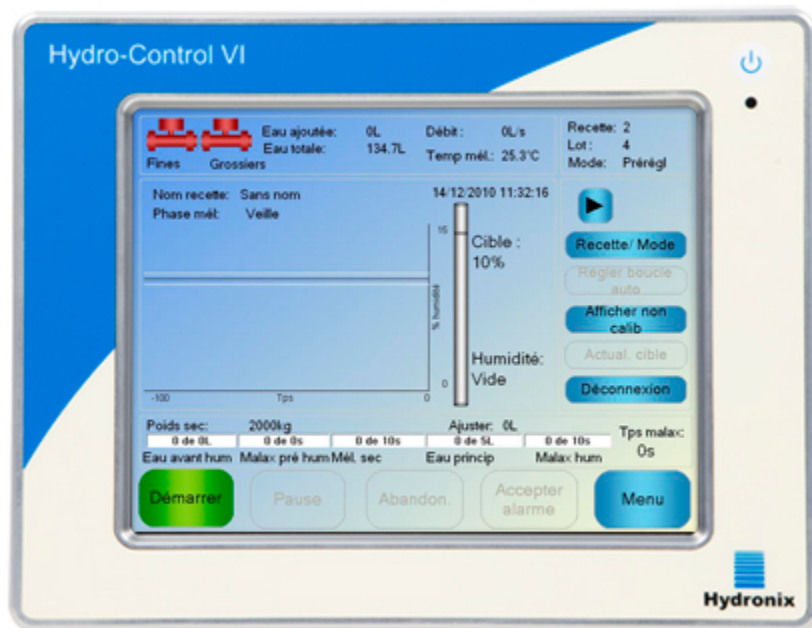 Hydro-Control VI
Fines Grossiers
Eau ajoutée: 0L
Eau totale: 134.7L
Débit: 0L/s
Temp mél.: 25.3°C
Recette: 2
Lot: 4
Mode: Prérégl
Nom recette: Sans nom
Phase mél: Veille
14/12/2010 11:32:16
15
Cible :
10%
% humidité
Humidité:
Vide
0
-100 Tps 0
Recette/ Mode
Régler boucle
auto
Afficher non
calib
Actual. cible
Déconnexion
Poids sec: 2000kg
Ajuster: 0L
0 de 0L 0 de 0s 0 de 10s 0 de 5L 0 de 10s
Eau avant hum Malax pré hum Mél. sec Eau princip Malax hum
Tps malax:
0s
Démarrer
Pause
Abandon.
Accepter
alarme
Menu
Hydronix